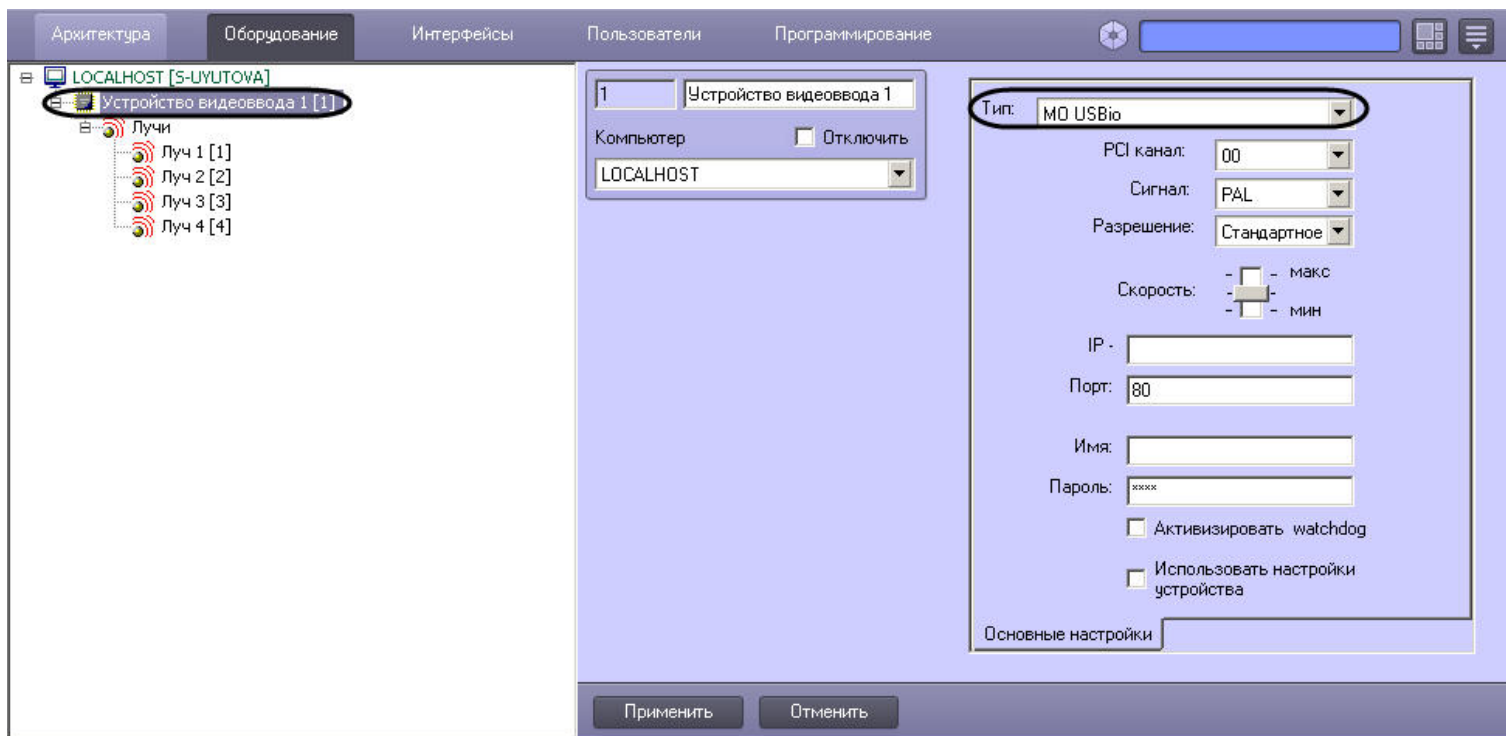 Архитектура Оборудование Интерфейсы Пользователи Программирование
LOCALHOST [S-UYUTOVA]
Устройство видеоввода 1 [1]
Лучи
Луч 1 [1]
Луч 2 [2]
Луч 3 [3]
Луч 4 [4]
1 Устройство видеоввода 1
Компьютер Отключить
LOCALHOST
Тип: MO USBio
PCI канал: 00
Сигнал: PAL
Разрешение: Стандартное
Скорость: макс
мин
IP -
Порт: 80
Имя:
Пароль: ****
Активизировать watchdog
Использовать настройки
устройства
Основные настройки
Применить Отменить